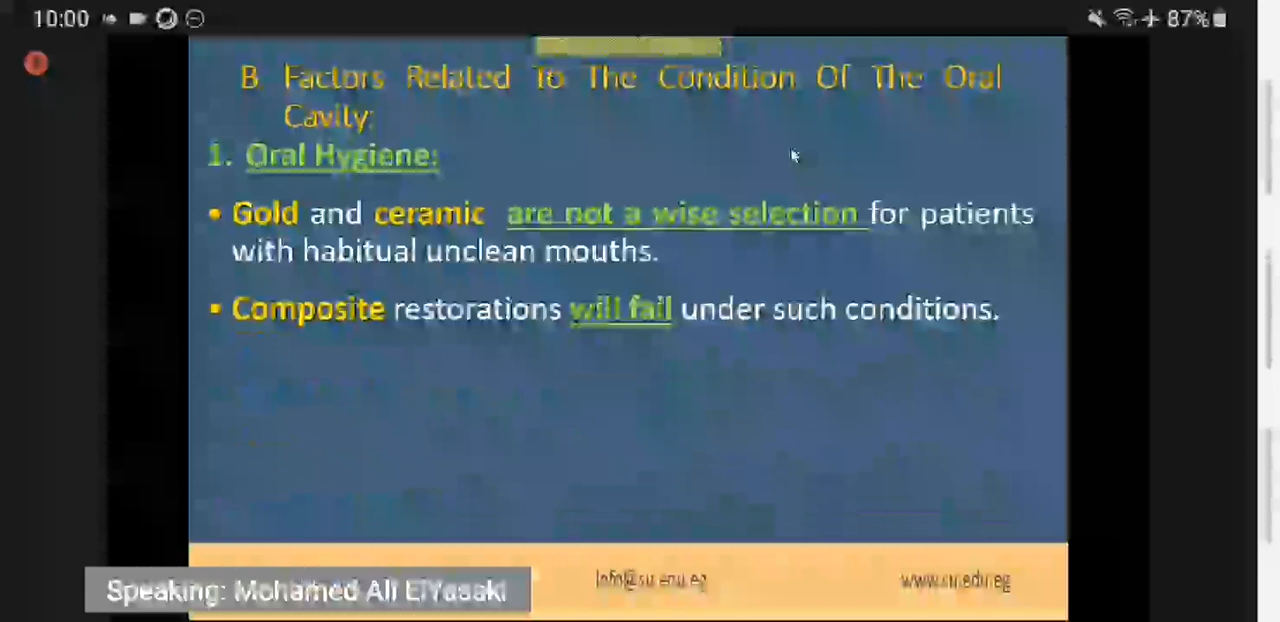 10:00
87%
B Factors Related To The Condition Of The Oral
Cavity:
1. Oral Hygiene:
• Gold and ceramic are not a wise selection for patients
with habitual unclean mouths.
• Composite restorations will fail under such conditions.
Speaking: Mohamed Ali ElYasaki